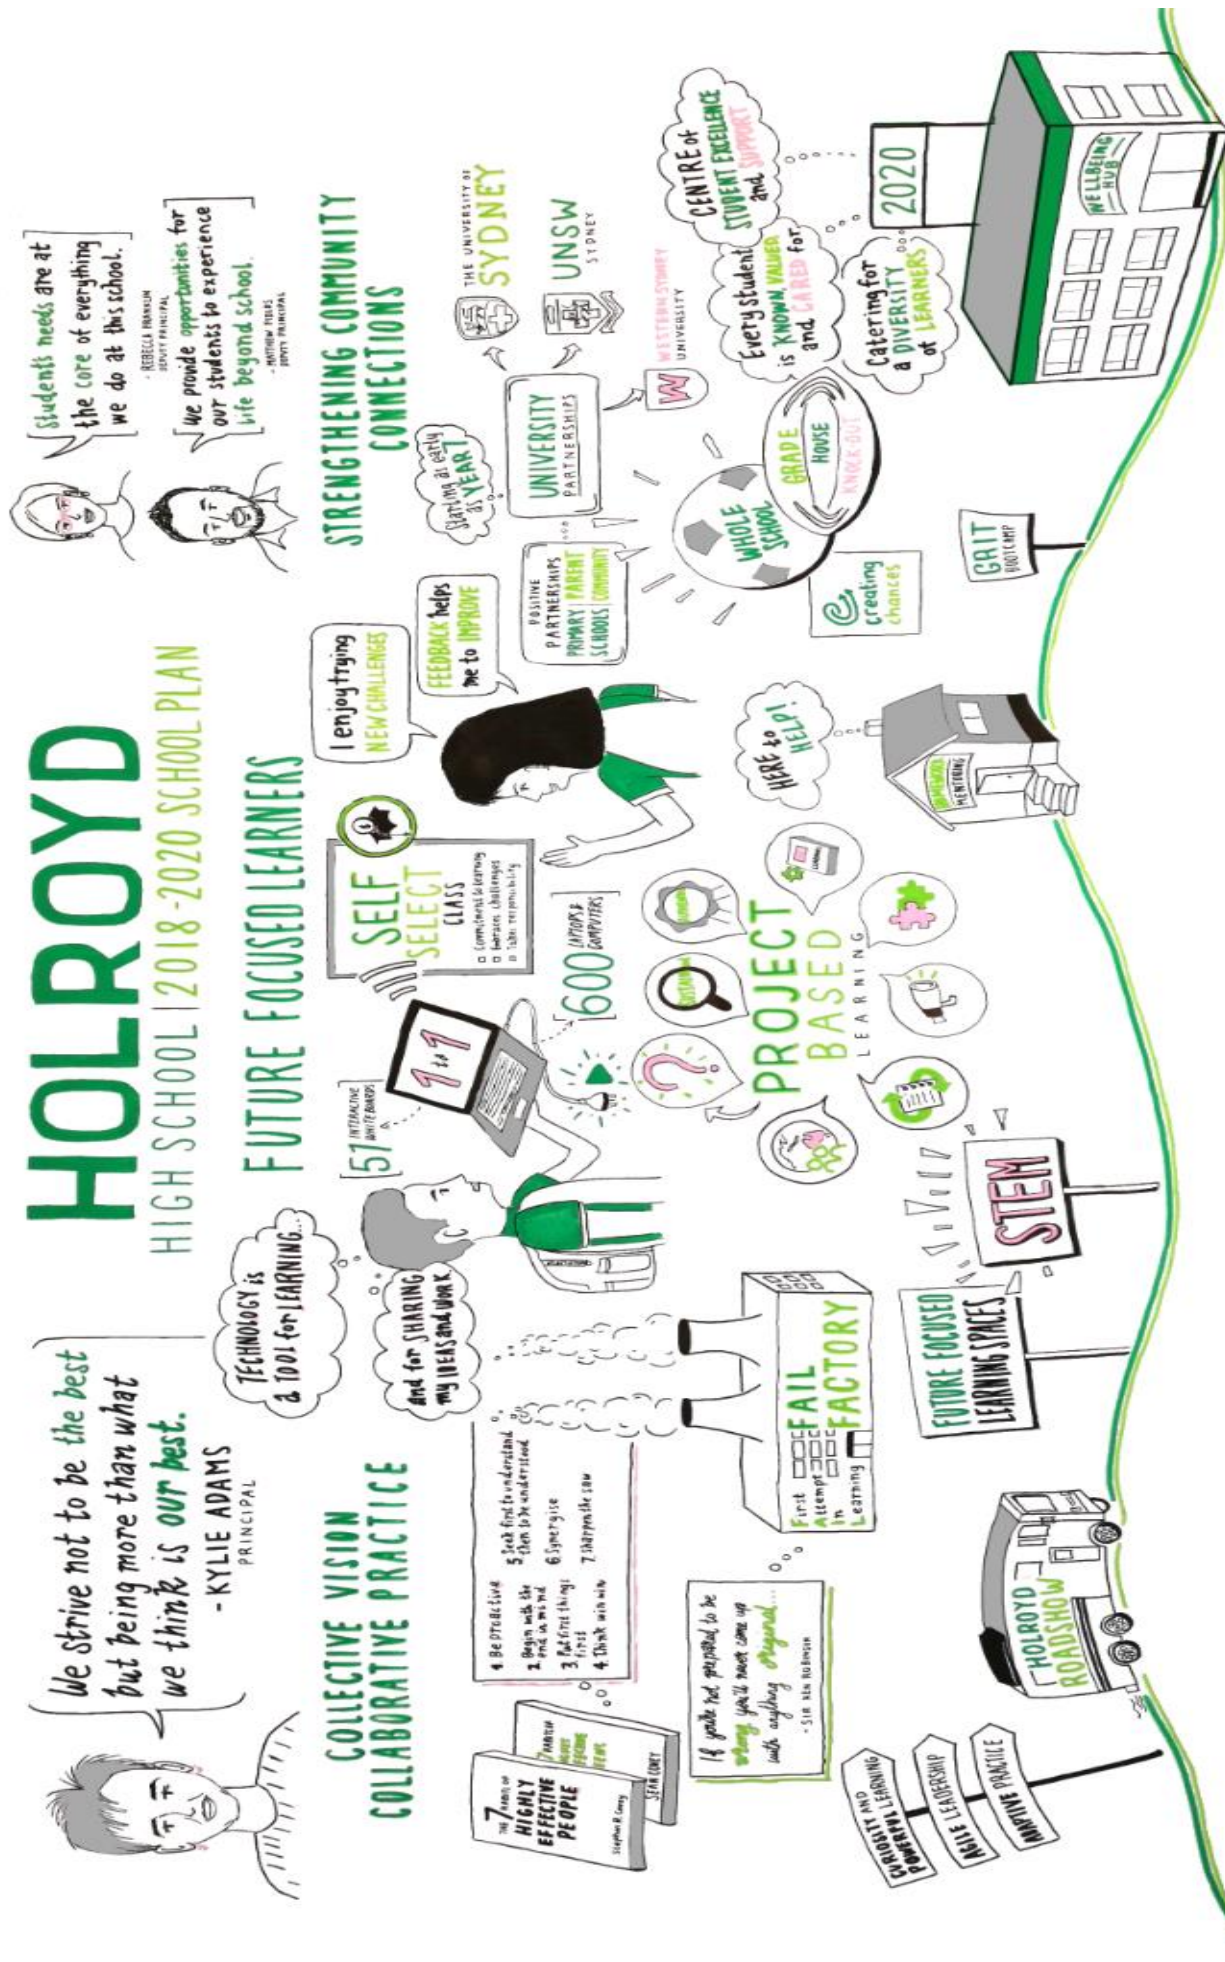 HOLROYD
HIGH SCHOOL | 2018-2020 SCHOOL PLAN
We strive not to be the best
but being more than what
we think is our best.
- KYLIE ADAMS
PRINCIPAL
COLLECTIVE VISION
COLLABORATIVE PRACTICE
THE 7 HABITS OF
HIGHLY
EFFECTIVE
PEOPLE
Stephen R. Covey
SEAN COVEY
1. Be proactive
2. Begin with the
end in mind
3. Put first things
first
4. Think win win
5. Seek first to understand
then to be understood
6. Synergise
7. Sharpen the saw
If you're not prepared to be
wrong you'll never come up
with anything original...
- SIR KEN ROBINSON
First
Attempt
In
Learning
FAIL
FACTORY
CURIOSITY AND
POWERFUL LEARNING
AGILE LEADERSHIP
ADAPTIVE PRACTICE
HOLROYD
ROADSHOW
FUTURE FOCUSED LEARNERS
TECHNOLOGY is
a TOOL for LEARNING...
and for SHARING
my IDEAS and WORK
57 INTERACTIVE
WHITEBOARDS
1 to 1
600 LAPTOPS &
COMPUTERS
SELF
SELECT
CLASS
Commitment to learning
Embraces challenges
Takes responsibility
I enjoy trying
NEW CHALLENGES
FEEDBACK helps
me to IMPROVE
PROJECT
BASED
LEARNING
FUTURE FOCUSED
LEARNING SPACES
STEM
HERE to
HELP!
HOMEWORK
MENTORING
Students needs are at
the core of everything
we do at this school.
- REBECCA FRANKLIN
DEPUTY PRINCIPAL
We provide opportunities for
our students to experience
life beyond school.
- MATTHEW FIELDS
DEPUTY PRINCIPAL
STRENGTHENING COMMUNITY
CONNECTIONS
Starting as early
as YEAR 7
POSITIVE
PARTNERSHIPS
PRIMARY PARENT
SCHOOLS COMMUNITY
UNIVERSITY
PARTNERSHIPS
THE UNIVERSITY OF
SYDNEY
UNSW
SYDNEY
W
WESTERN SYDNEY
UNIVERSITY
WHOLE
SCHOOL
GRADE
HOUSE
KNOCK-OUT
creating
chances
GRIT
BOOTCAMP
CENTRE of
STUDENT EXCELLENCE
and SUPPORT
Every student
is KNOWN, VALUED
and CARED for.
Catering for
a DIVERSITY
of LEARNERS
2020
WELLBEING
HUB